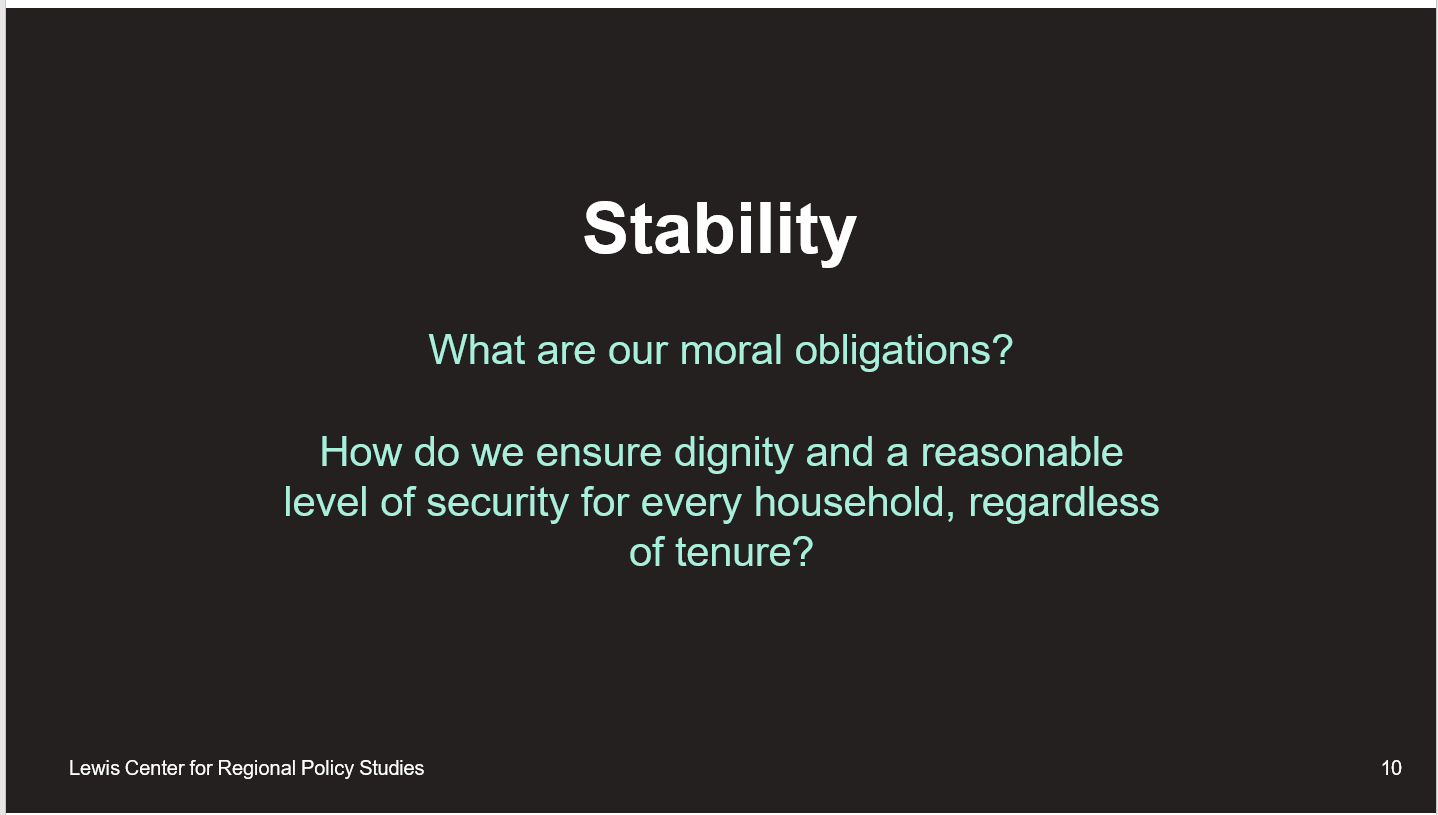 Stability
What are our moral obligations?
How do we ensure dignity and a reasonable
level of security for every household, regardless
of tenure?
Lewis Center for Regional Policy Studies
10